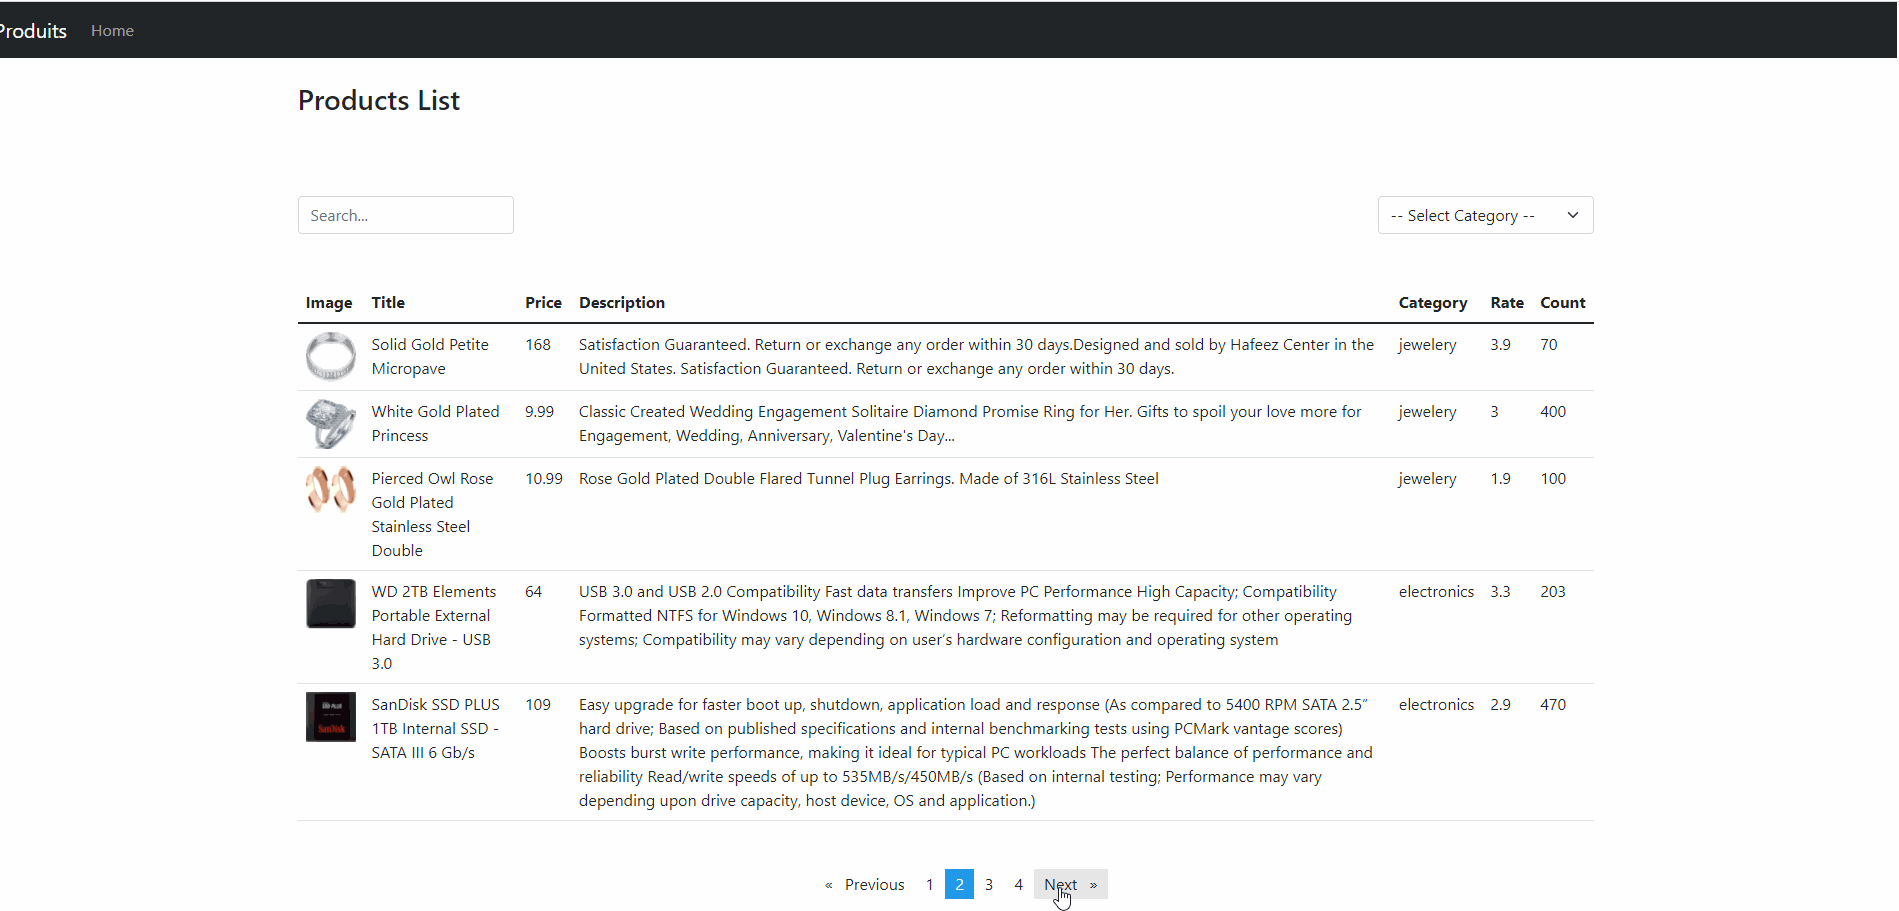 Produits Home
Products List
Search...
-- Select Category --
Image Title Price Description Category Rate Count
Solid Gold Petite 168 Satisfaction Guaranteed. Return or exchange any order within 30 days.Designed and sold by Hafeez Center in the jewelery 3.9 70
Micropave United States. Satisfaction Guaranteed. Return or exchange any order within 30 days.
White Gold Plated 9.99 Classic Created Wedding Engagement Solitaire Diamond Promise Ring for Her. Gifts to spoil your love more for jewelery 3 400
Princess Engagement, Wedding, Anniversary, Valentine's Day...
Pierced Owl Rose 10.99 Rose Gold Plated Double Flared Tunnel Plug Earrings. Made of 316L Stainless Steel jewelery 1.9 100
Gold Plated
Stainless Steel
Double
WD 2TB Elements 64 USB 3.0 and USB 2.0 Compatibility Fast data transfers Improve PC Performance High Capacity; Compatibility electronics 3.3 203
Portable External Formatted NTFS for Windows 10, Windows 8.1, Windows 7; Reformatting may be required for other operating
Hard Drive - USB systems; Compatibility may vary depending on user’s hardware configuration and operating system
3.0
SanDisk SSD PLUS 109 Easy upgrade for faster boot up, shutdown, application load and response (As compared to 5400 RPM SATA 2.5” electronics 2.9 470
1TB Internal SSD - hard drive; Based on published specifications and internal benchmarking tests using PCMark vantage scores)
SATA III 6 Gb/s Boosts burst write performance, making it ideal for typical PC workloads The perfect balance of performance and
reliability Read/write speeds of up to 535MB/s/450MB/s (Based on internal testing; Performance may vary
depending upon drive capacity, host device, OS and application.)
SanDisk
« Previous 1 2 3 4 Next »